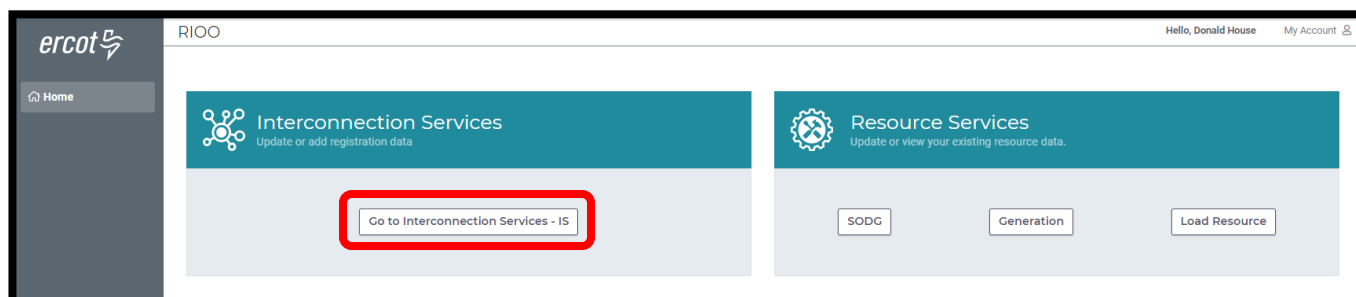 ercot
RIOO
Hello, Donald House
My Account
Home
Interconnection Services
Update or add registration data
Resource Services
Update or view your existing resource data.
Go to Interconnection Services - IS
SODG
Generation
Load Resource